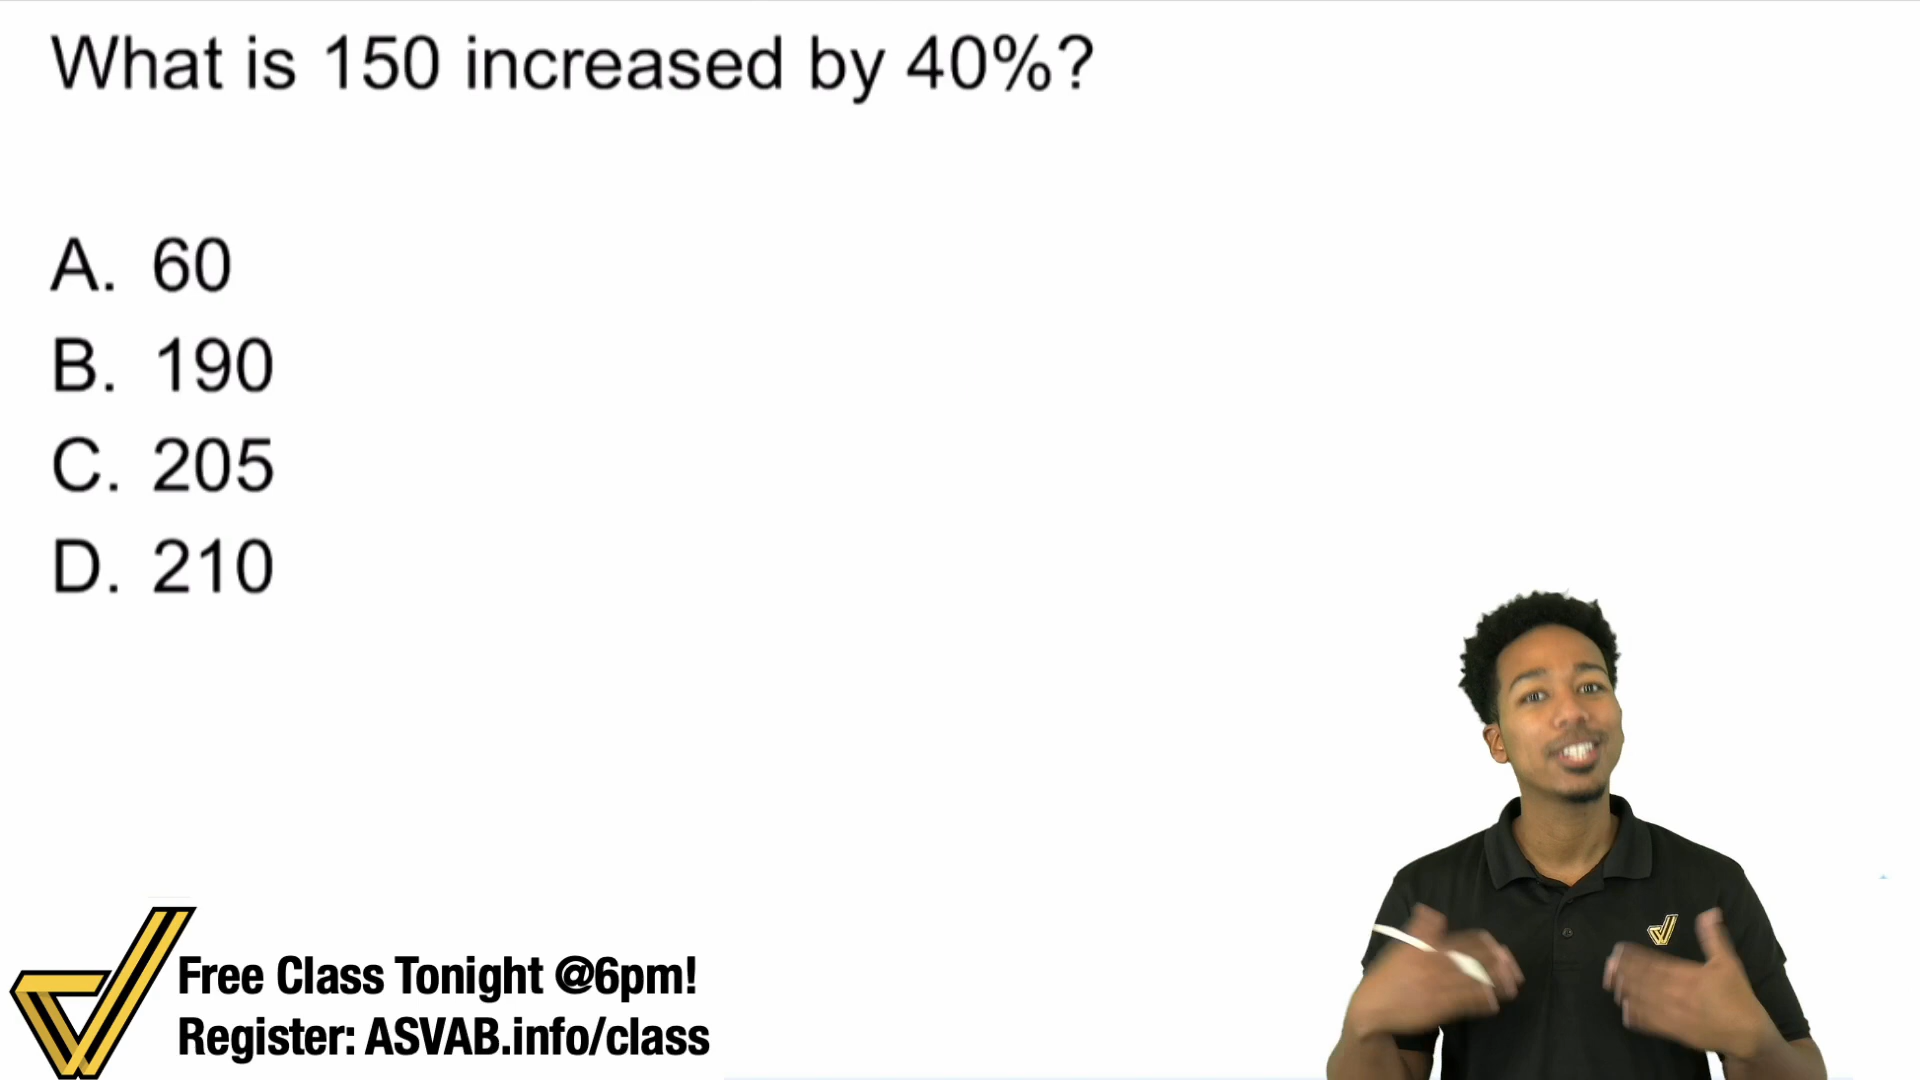 What is 150 increased by 40%?
A. 60
B. 190
C. 205
D. 210
Free Class Tonight @6pm!
Register: ASVAB.info/class